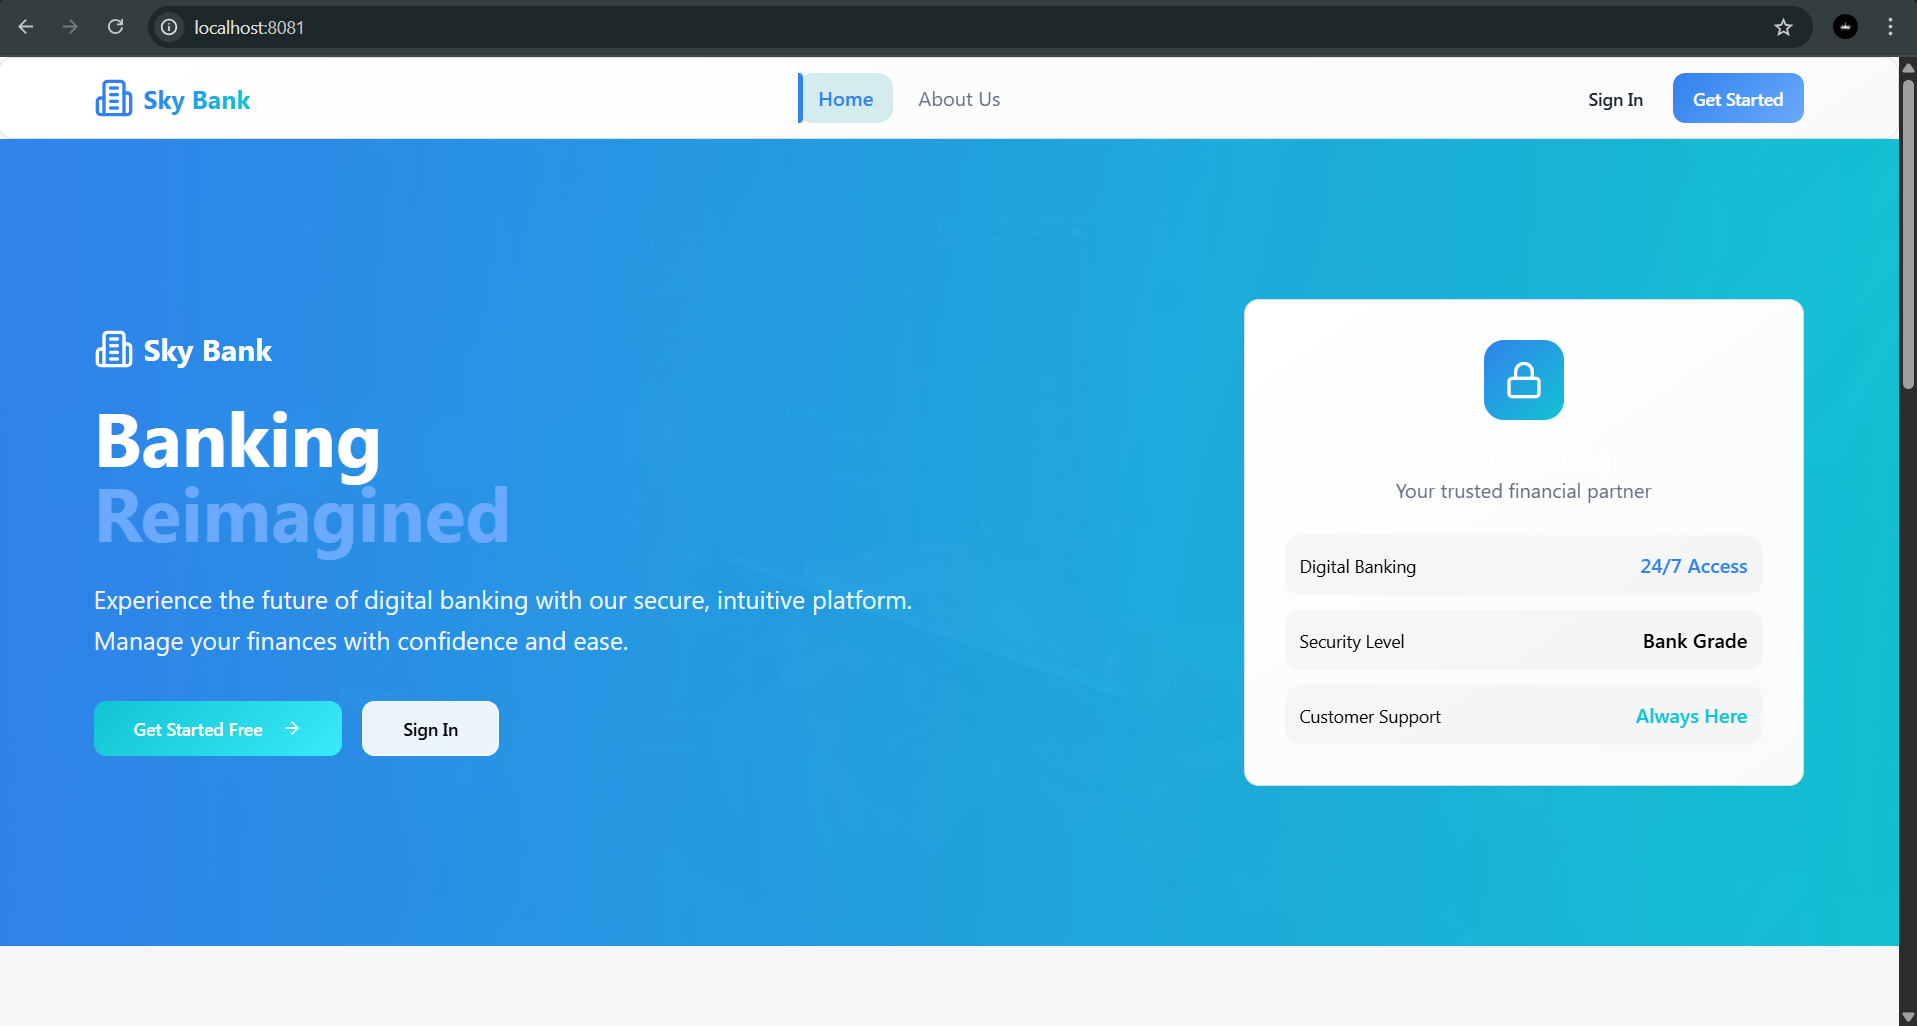 localhost:8081
Sky Bank
Home
About Us
Sign In
Get Started
Sky Bank
Banking
Reimagined
Experience the future of digital banking with our secure, intuitive platform.
Manage your finances with confidence and ease.
Get Started Free
Sign In
Secure Banking
Your trusted financial partner
Digital Banking
24/7 Access
Security Level
Bank Grade
Customer Support
Always Here